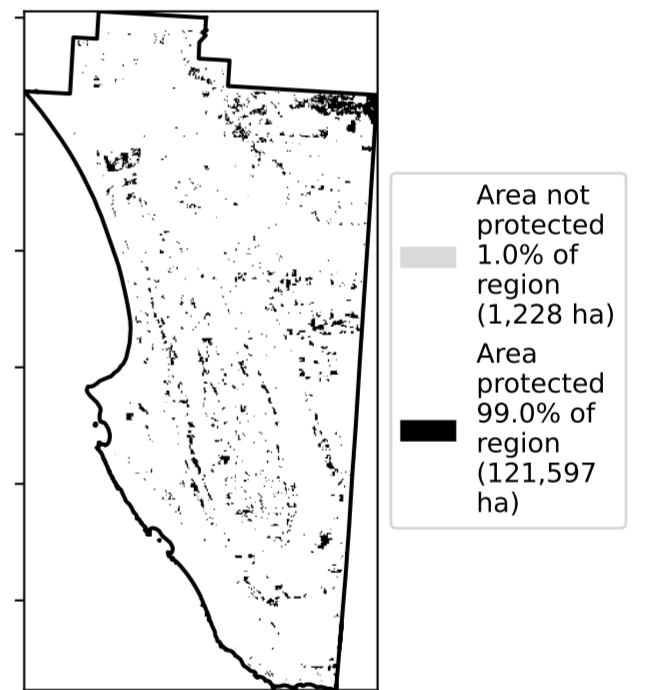 Area not
protected
1.0% of
region
(1,228 ha)
Area
protected
99.0% of
region
(121,597
ha)